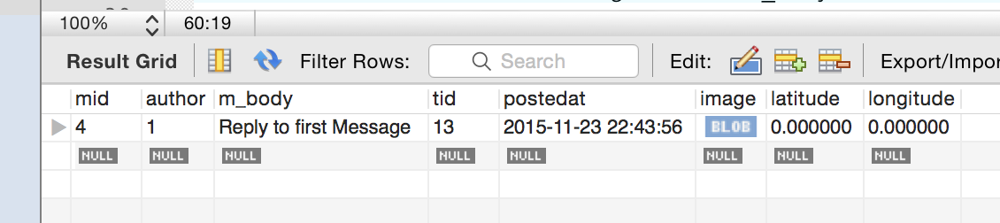 100% 60:19
Result Grid Filter Rows: Search Edit: Export/Impor
mid author m_body tid postedat image latitude longitude
4 1 Reply to first Message 13 2015-11-23 22:43:56 BLOB 0.000000 0.000000
NULL NULL NULL NULL NULL NULL NULL NULL